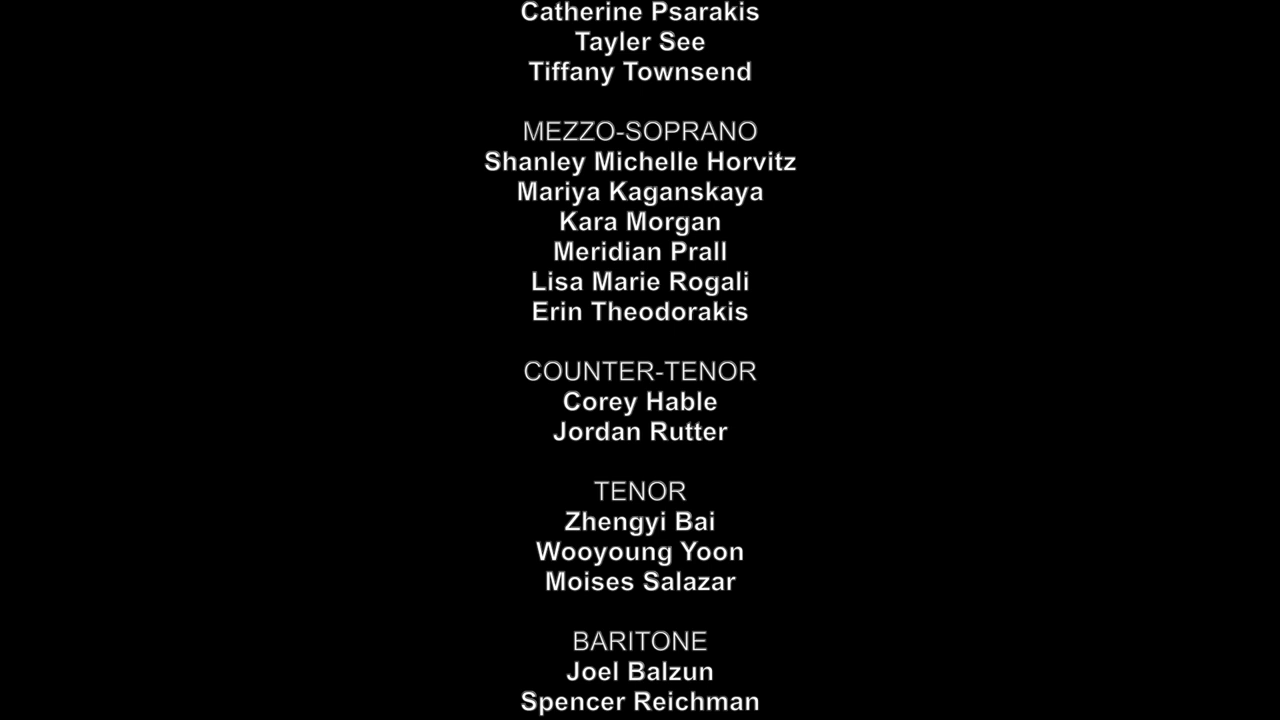 Catherine Psarakis
Tayler See
Tiffany Townsend
MEZZO-SOPRANO
Shanley Michelle Horvitz
Mariya Kaganskaya
Kara Morgan
Meridian Prall
Lisa Marie Rogali
Erin Theodorakis
COUNTER-TENOR
Corey Hable
Jordan Rutter
TENOR
Zhengyi Bai
Wooyoung Yoon
Moises Salazar
BARITONE
Joel Balzun
Spencer Reichman